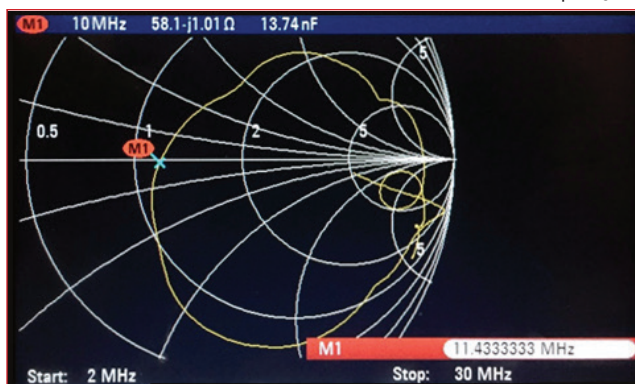 M1 10 MHz 58.1-j1.01 Ω 13.74 nF
5
0.5 1 2 5
M1
5
M1 11.4333333 MHz
Start: 2 MHz Stop: 30 MHz